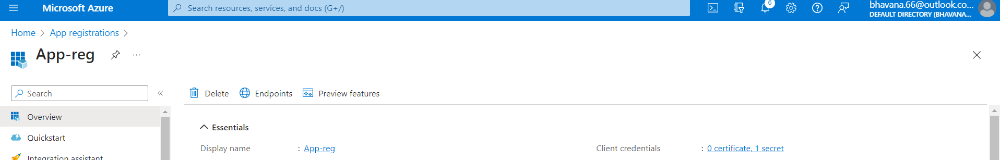 Microsoft Azure
Search resources, services, and docs (G+/)
6
bhavana.66@outlook.co...
DEFAULT DIRECTORY (BHAVANA...
Home > App registrations >
App-reg
...
Search
«
Delete
Endpoints
Preview features
Overview
Essentials
Quickstart
Display name : App-reg
Client credentials : 0 certificate, 1 secret
Integration assistant